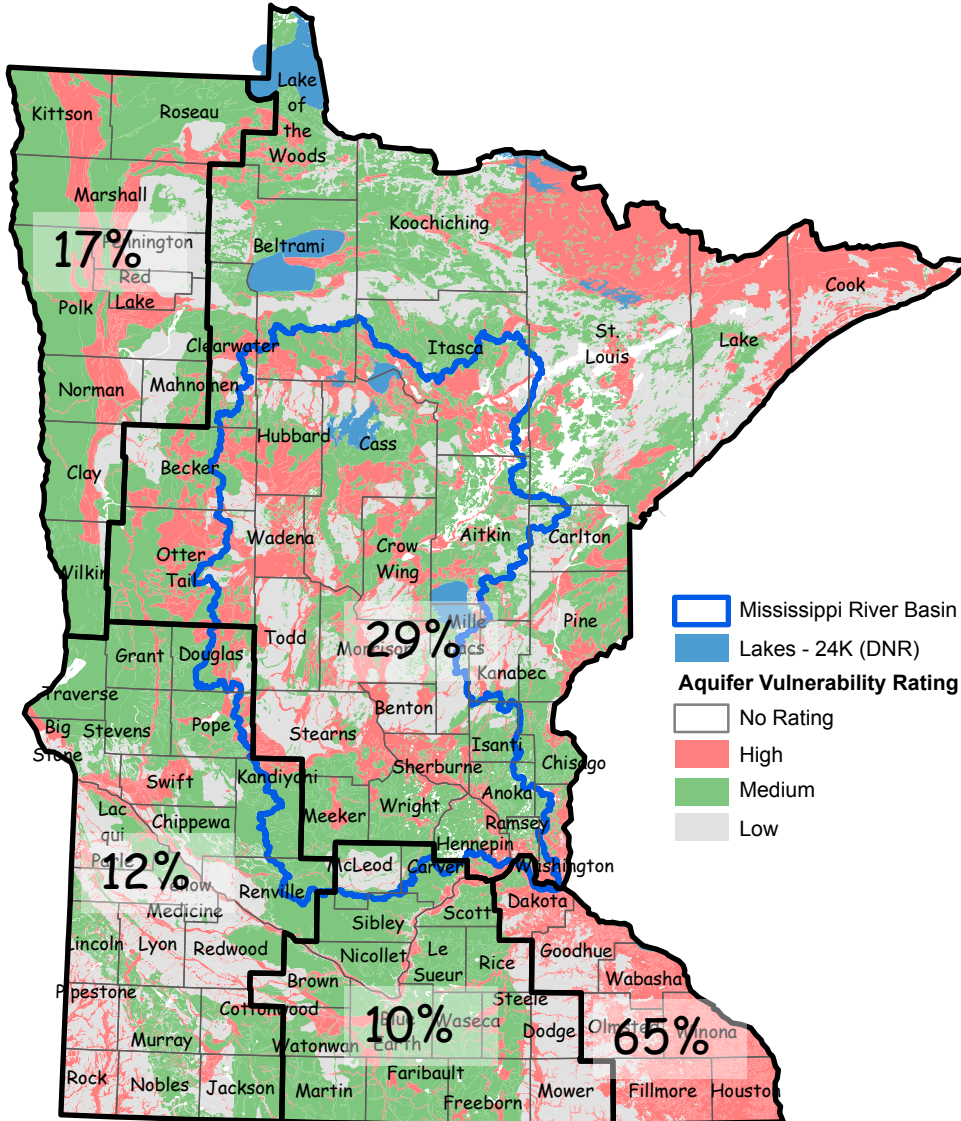 Lake
of
the
Woods
Kittson
Roseau
Marshall
Koochiching
Pennington
17%
Beltrami
Red
Lake
Polk
Cook
St.
Louis
Lake
Clearwater
Itasca
Norman
Mahnomen
Hubbard
Cass
Clay
Becker
Wadena
Aitkin
Carlton
Crow
Wing
Otter
Tail
Wilkin
Mille
Lacs
Pine
Todd
Morrison
29%
Kanabec
Grant
Douglas
Traverse
Benton
Big
Stone
Stevens
Pope
Stearns
Isanti
Chisago
Sherburne
Swift
Kandiyohi
Anoka
Wright
Meeker
Ramsey
Lac
qui
Parle
Chippewa
Hennepin
McLeod
Carver
Washington
12%
Yellow
Medicine
Renville
Dakota
Scott
Sibley
Lincoln
Lyon
Redwood
Nicollet
Le
Sueur
Rice
Goodhue
Wabasha
Brown
Pipestone
Cottonwood
Steele
Blue
Earth
10%
Waseca
Dodge
Olmsted
Winona
65%
Murray
Watonwan
Rock
Nobles
Jackson
Martin
Faribault
Freeborn
Mower
Fillmore
Houston
Mississippi River Basin
Lakes - 24K (DNR)
Aquifer Vulnerability Rating
No Rating
High
Medium
Low